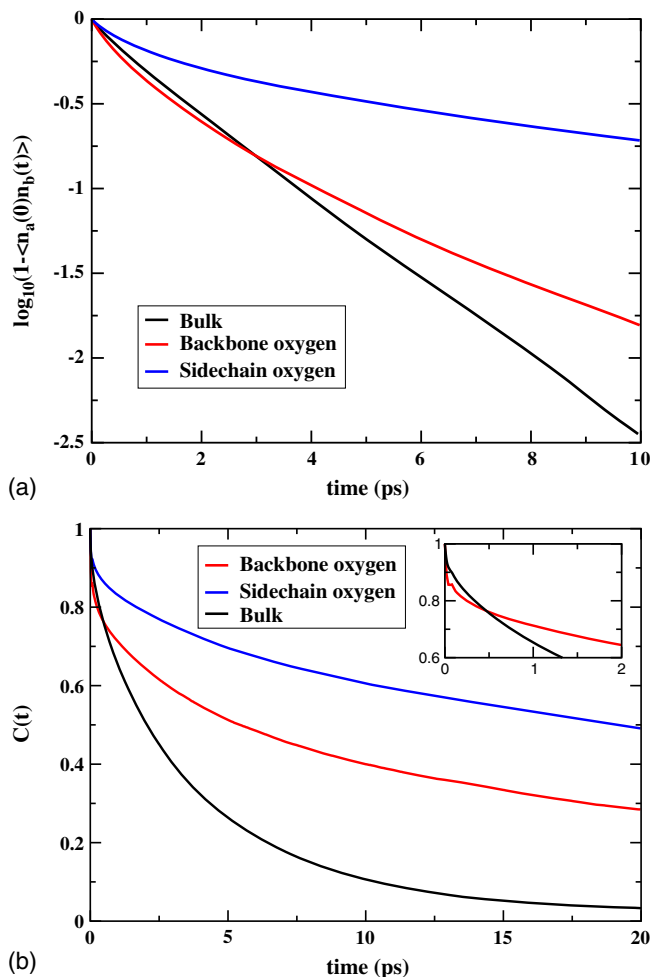 0
-0.5
-1
-1.5
-2
-2.5
log10(1-<na(0)nb(t)>
Bulk
Backbone oxygen
Sidechain oxygen
0 2 4 6 8 10
time (ps)
(a)
1
0.8
0.6
0.4
0.2
0
C(t)
Backbone oxygen
Sidechain oxygen
Bulk
1
0.8
0.6
0 1 2
0 5 10 15 20
time (ps)
(b)